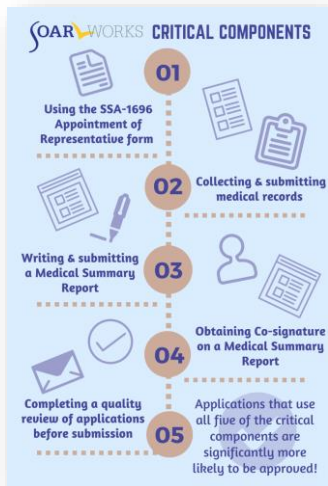 SOAR WORKS CRITICAL COMPONENTS
01
Using the SSA-1696
Appointment of
Representative form
02
Collecting & submitting
medical records
Writing & submitting
a Medical Summary
Report
03
Obtaining Co-signature
on a Medical Summary
Report
04
Completing a quality
review of applications
before submission
05
Applications that use
all five of the critical
components are
significantly more
likely to be approved!